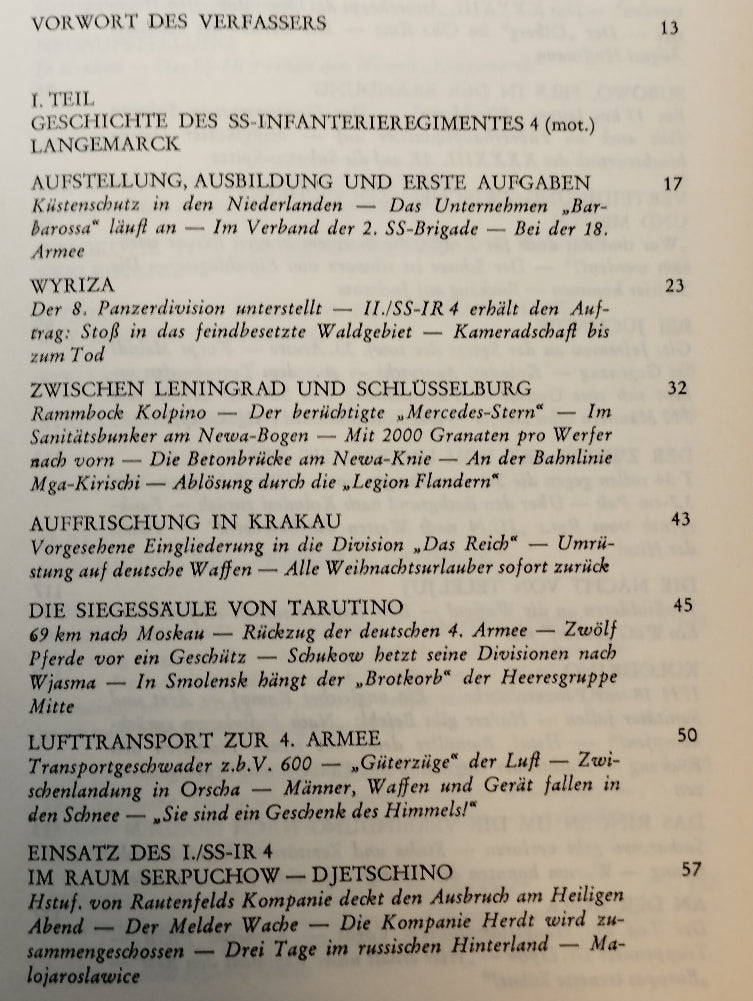 VORWORT DES VERFASSERS 13
I. TEIL
GESCHICHTE DES SS-INFANTERIEREGIMENTES 4 (mot.)
LANGEMARCK
AUFSTELLUNG, AUSBILDUNG UND ERSTE AUFGABEN 17
Küstenschutz in den Niederlanden — Das Unternehmen „Bar-
barossa“ läuft an — Im Verband der 2. SS-Brigade — Bei der 18.
Armee
WYRIZA 23
Der 8. Panzerdivision unterstellt — II./SS-IR 4 erhält den Auf-
trag: Stoß in das feindbesetzte Waldgebiet — Kameradschaft bis
zum Tod
ZWISCHEN LENINGRAD UND SCHLÜSSELBURG 32
Rammbock Kolpino — Der berüchtigte „Mercedes-Stern“ — Im
Sanitätsbunker am Newa-Bogen — Mit 2000 Granaten pro Werfer
nach vorn — Die Betonbrücke am Newa-Knie — An der Bahnlinie
Mga-Kirischi — Ablösung durch die „Legion Flandern“
AUFFRISCHUNG IN KRAKAU 43
Vorgesehene Eingliederung in die Division „Das Reich“ — Umrü-
stung auf deutsche Waffen — Alle Weihnachtsurlauber sofort zurück
DIE SIEGESSÄULE VON TARUTINO 45
69 km nach Moskau — Rückzug der deutschen 4. Armee — Zwölf
Pferde vor ein Geschütz — Schukow hetzt seine Divisionen nach
Wjasma — In Smolensk hängt der „Brotkorb“ der Heeresgruppe
Mitte
LUFTTRANSPORT ZUR 4. ARMEE 50
Transportgeschwader z.b.V. 600 — „Güterzüge“ der Luft — Zwi-
schenlandung in Orscha — Männer, Waffen und Gerät fallen in
den Schnee — „Sie sind ein Geschenk des Himmels!“
EINSATZ DES I./SS-IR 4
IM RAUM SERPUCHOW — DJETSCHINO 57
Hstuf. von Rautenfelds Kompanie deckt den Ausbruch am Heiligen
Abend — Der Melder Wache — Die Kompanie Herdt wird zu-
sammengeschossen — Drei Tage im russischen Hinterland — Ma-
lojaroslawice